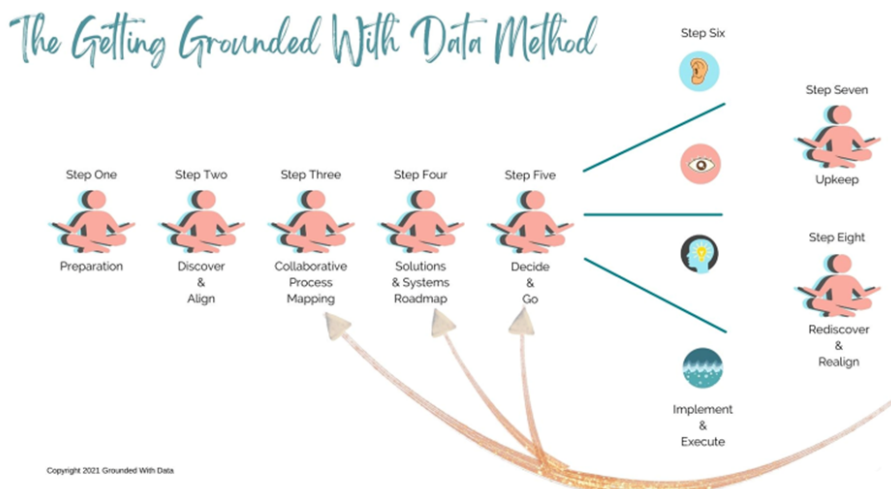 The Getting Grounded With Data Method
Step One
Preparation
Step Two
Discover
&
Align
Step Three
Collaborative
Process
Mapping
Step Four
Solutions
& Systems
Roadmap
Step Five
Decide
&
Go
Step Six
Implement
&
Execute
Step Seven
Upkeep
Step Eight
Rediscover
&
Realign
Copyright 2021 Grounded With Data